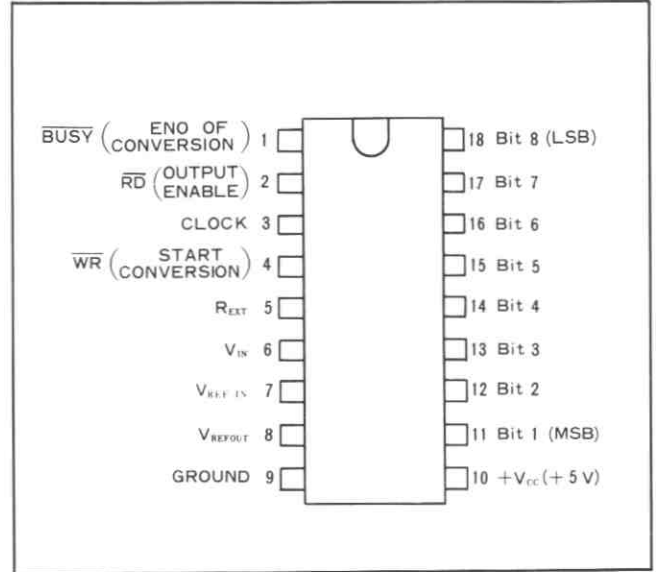 BUSY (END OF CONVERSION) 1
RD (OUTPUT ENABLE) 2
CLOCK 3
WR (START CONVERSION) 4
REXT 5
VIN 6
VREF IN 7
VREFOUT 8
GROUND 9
18 Bit 8 (LSB)
17 Bit 7
16 Bit 6
15 Bit 5
14 Bit 4
13 Bit 3
12 Bit 2
11 Bit 1 (MSB)
10 +Vcc (+5V)